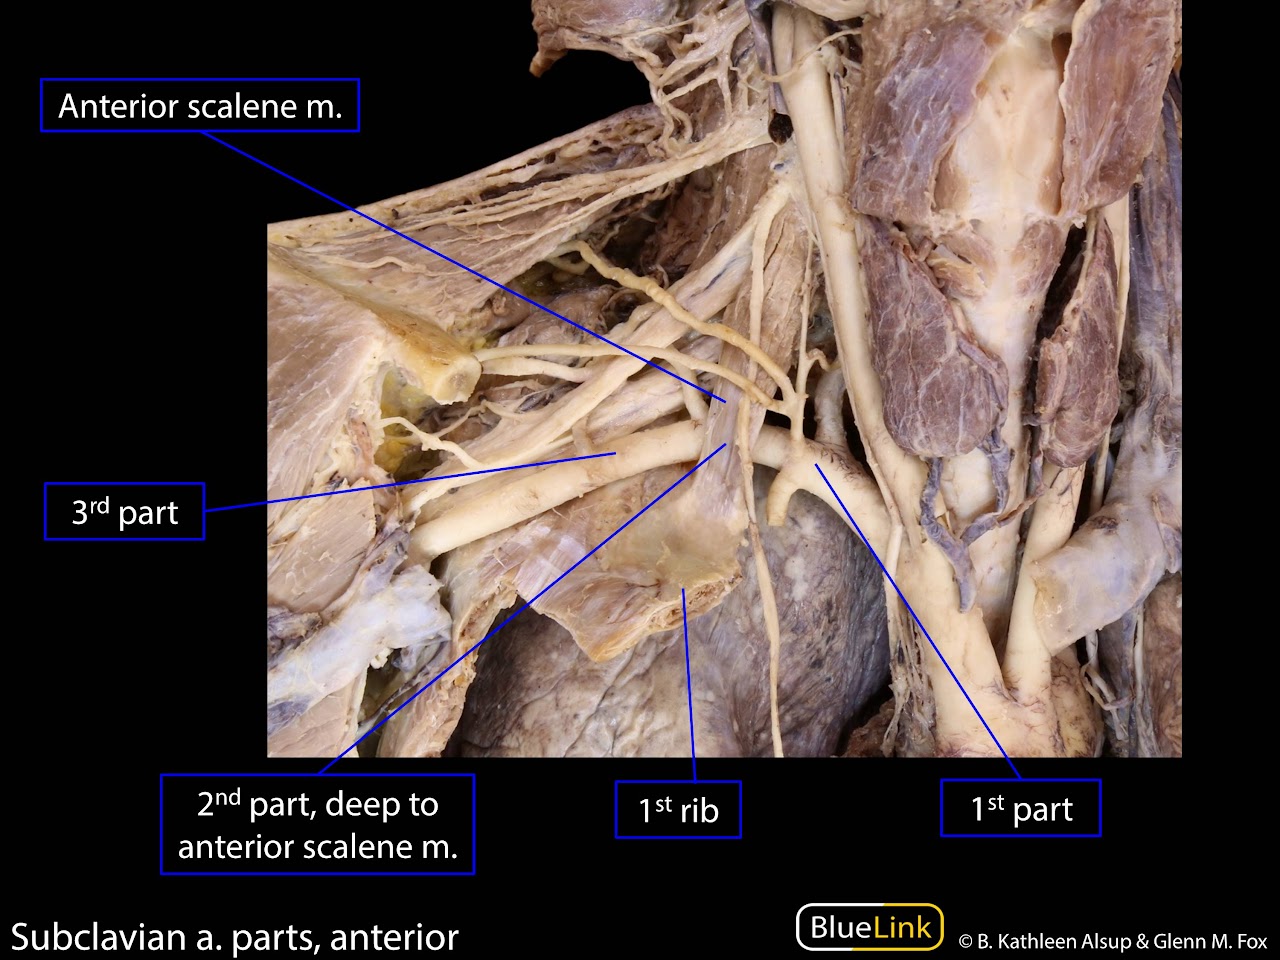 Anterior scalene m.
3rd part
2nd part, deep to
anterior scalene m.
1st rib
1st part
Subclavian a. parts, anterior
BlueLink
© B. Kathleen Alsup & Glenn M. Fox